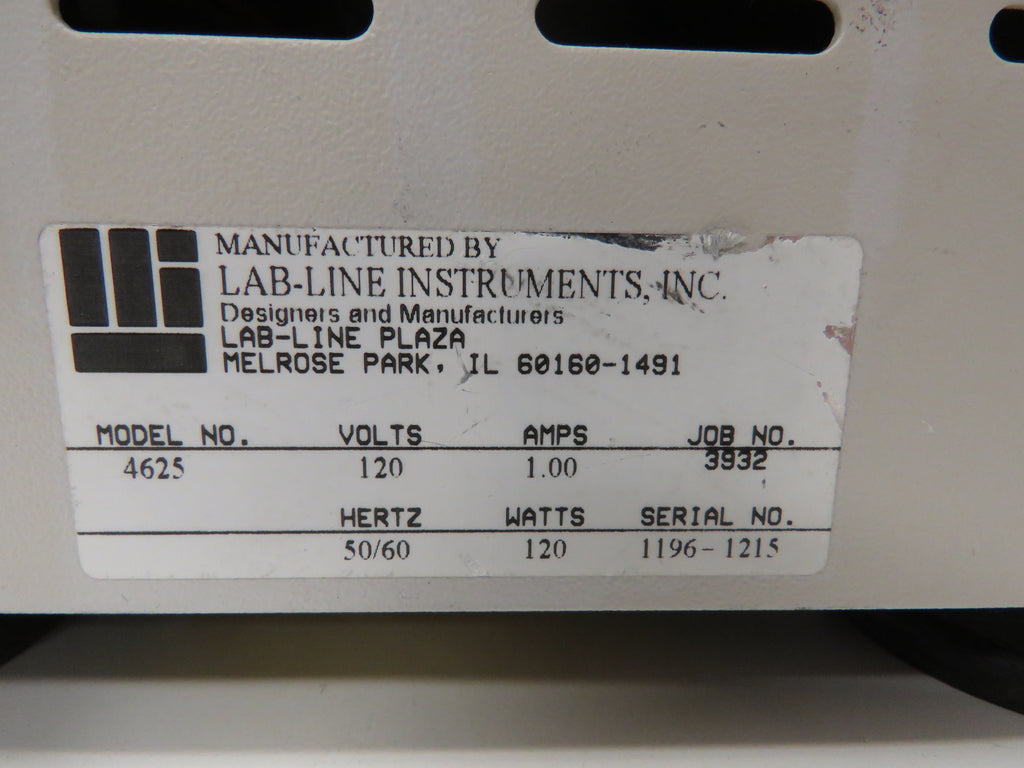 MANUFACTURED BY
LAB-LINE INSTRUMENTS, INC.
Designers and Manufacturers
LAB-LINE PLAZA
MELROSE PARK, IL 60160-1491
MODEL NO. VOLTS AMPS JOB NO.
4625 120 1.00 3932
HERTZ WATTS SERIAL NO.
50/60 120 1196-1215